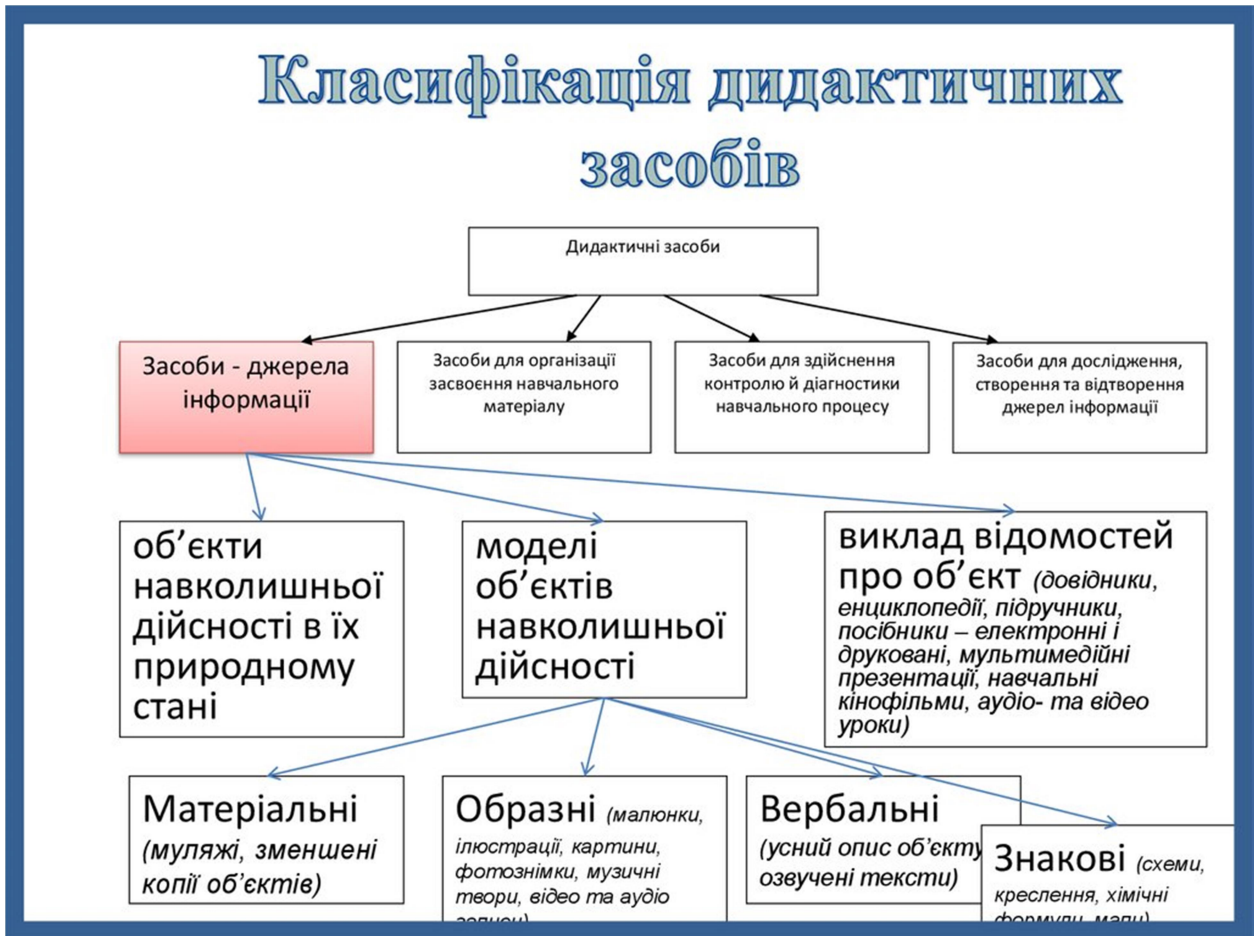 Класифікація дидактичних
засобів
Дидактичні засоби
Засоби - джерела
інформації
Засоби для організації
засвоєння навчального
матеріалу
Засоби для здійснення
контролю й діагностики
навчального процесу
Засоби для дослідження,
створення та відтворення
джерел інформації
об’єкти
навколишньої
дійсності в їх
природному
стані
моделі
об’єктів
навколишньої
дійсності
виклад відомостей
про об’єкт (довідники,
енциклопедії, підручники,
посібники – електронні і
друковані, мультимедійні
презентації, навчальні
кінофільми, аудіо- та відео
уроки)
Матеріальні
(муляжі, зменшені
копії об’єктів)
Образні (малюнки,
ілюстрації, картини,
фотознімки, музичні
твори, відео та аудіо
записи)
Вербальні
(усний опис об’єкту
озвучені тексти)
Знакові (схеми,
креслення, хімічні
формули, мапи)